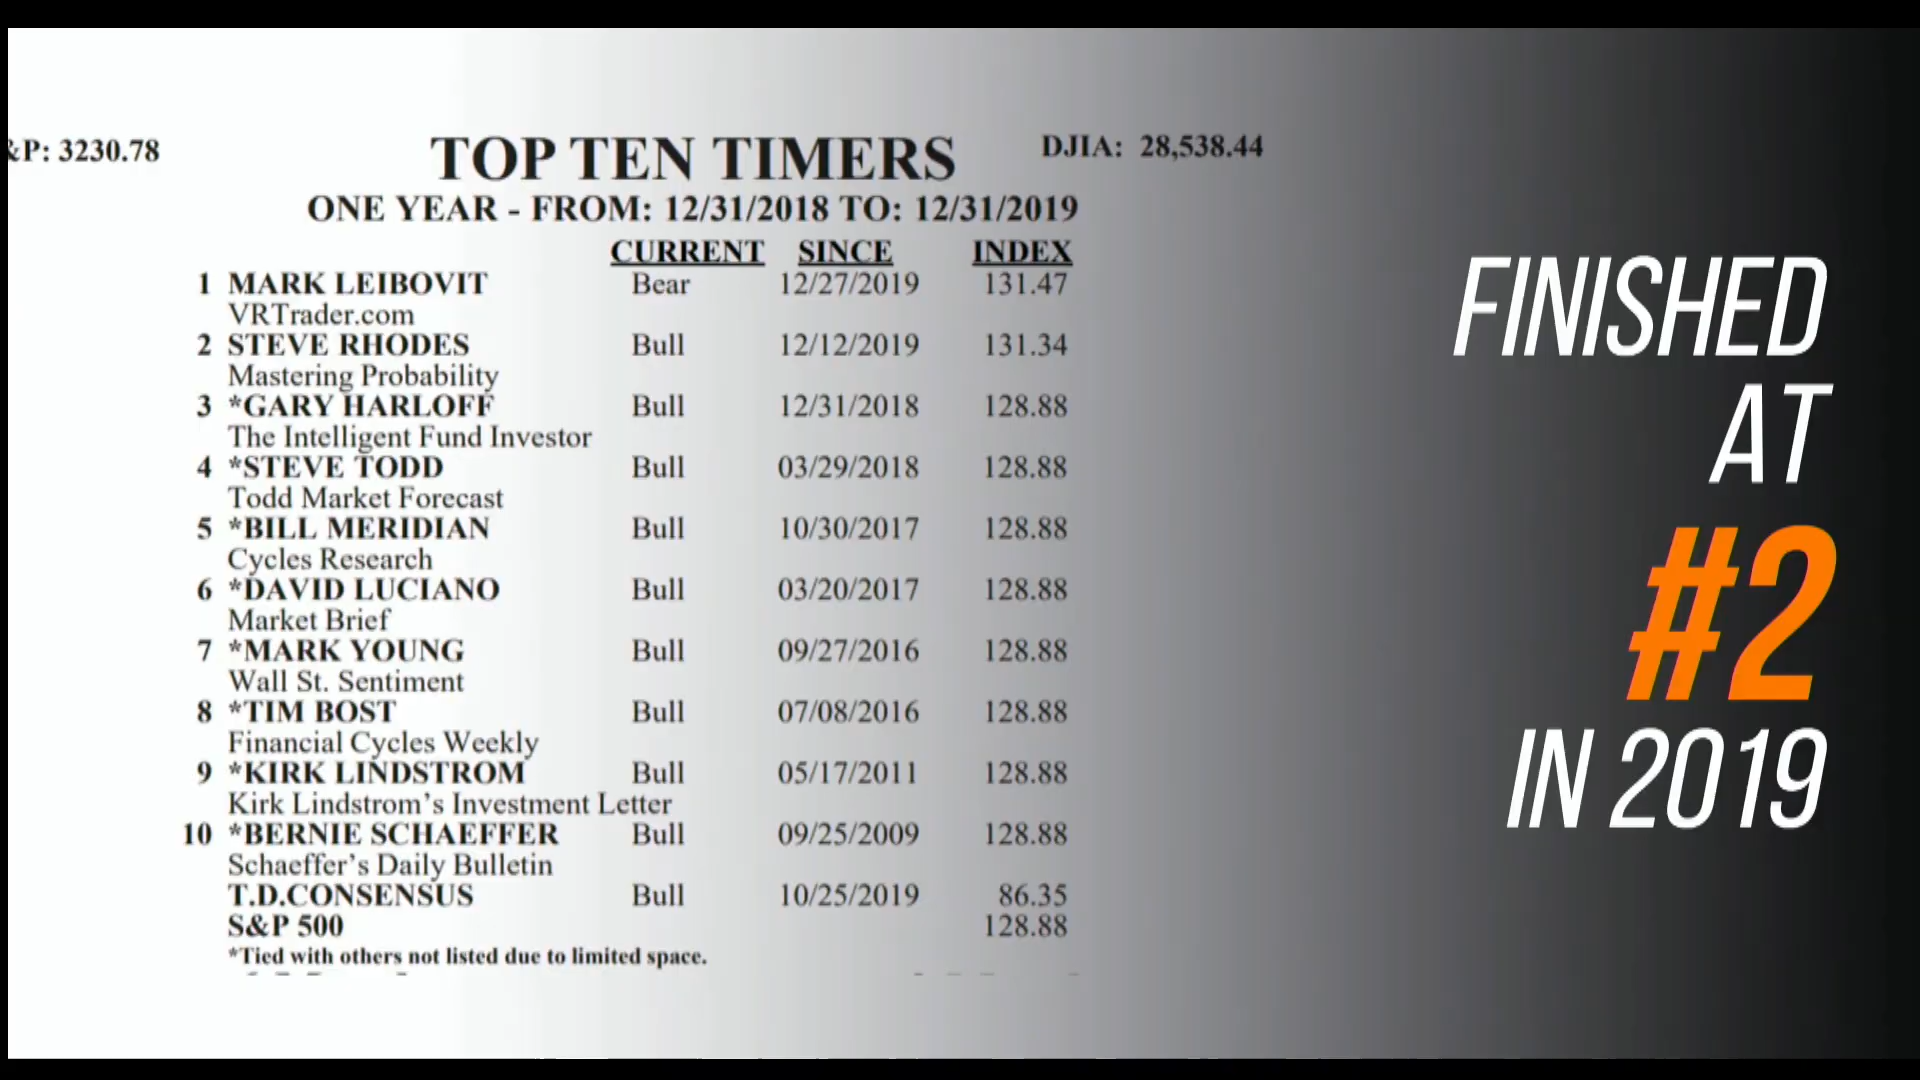 &P: 3230.78
TOP TEN TIMERS
DJIA: 28,538.44
ONE YEAR - FROM: 12/31/2018 TO: 12/31/2019
CURRENT SINCE INDEX
1 MARK LEIBOVIT Bear 12/27/2019 131.47
VRTrader.com
2 STEVE RHODES Bull 12/12/2019 131.34
Mastering Probability
3 *GARY HARLOFF Bull 12/31/2018 128.88
The Intelligent Fund Investor
4 *STEVE TODD Bull 03/29/2018 128.88
Todd Market Forecast
5 *BILL MERIDIAN Bull 10/30/2017 128.88
Cycles Research
6 *DAVID LUCIANO Bull 03/20/2017 128.88
Market Brief
7 *MARK YOUNG Bull 09/27/2016 128.88
Wall St. Sentiment
8 *TIM BOST Bull 07/08/2016 128.88
Financial Cycles Weekly
9 *KIRK LINDSTROM Bull 05/17/2011 128.88
Kirk Lindstrom's Investment Letter
10 *BERNIE SCHAEFFER Bull 09/25/2009 128.88
Schaeffer's Daily Bulletin
T.D.CONSENSUS Bull 10/25/2019 86.35
S&P 500 128.88
*Tied with others not listed due to limited space.
FINISHED
AT
#2
IN 2019